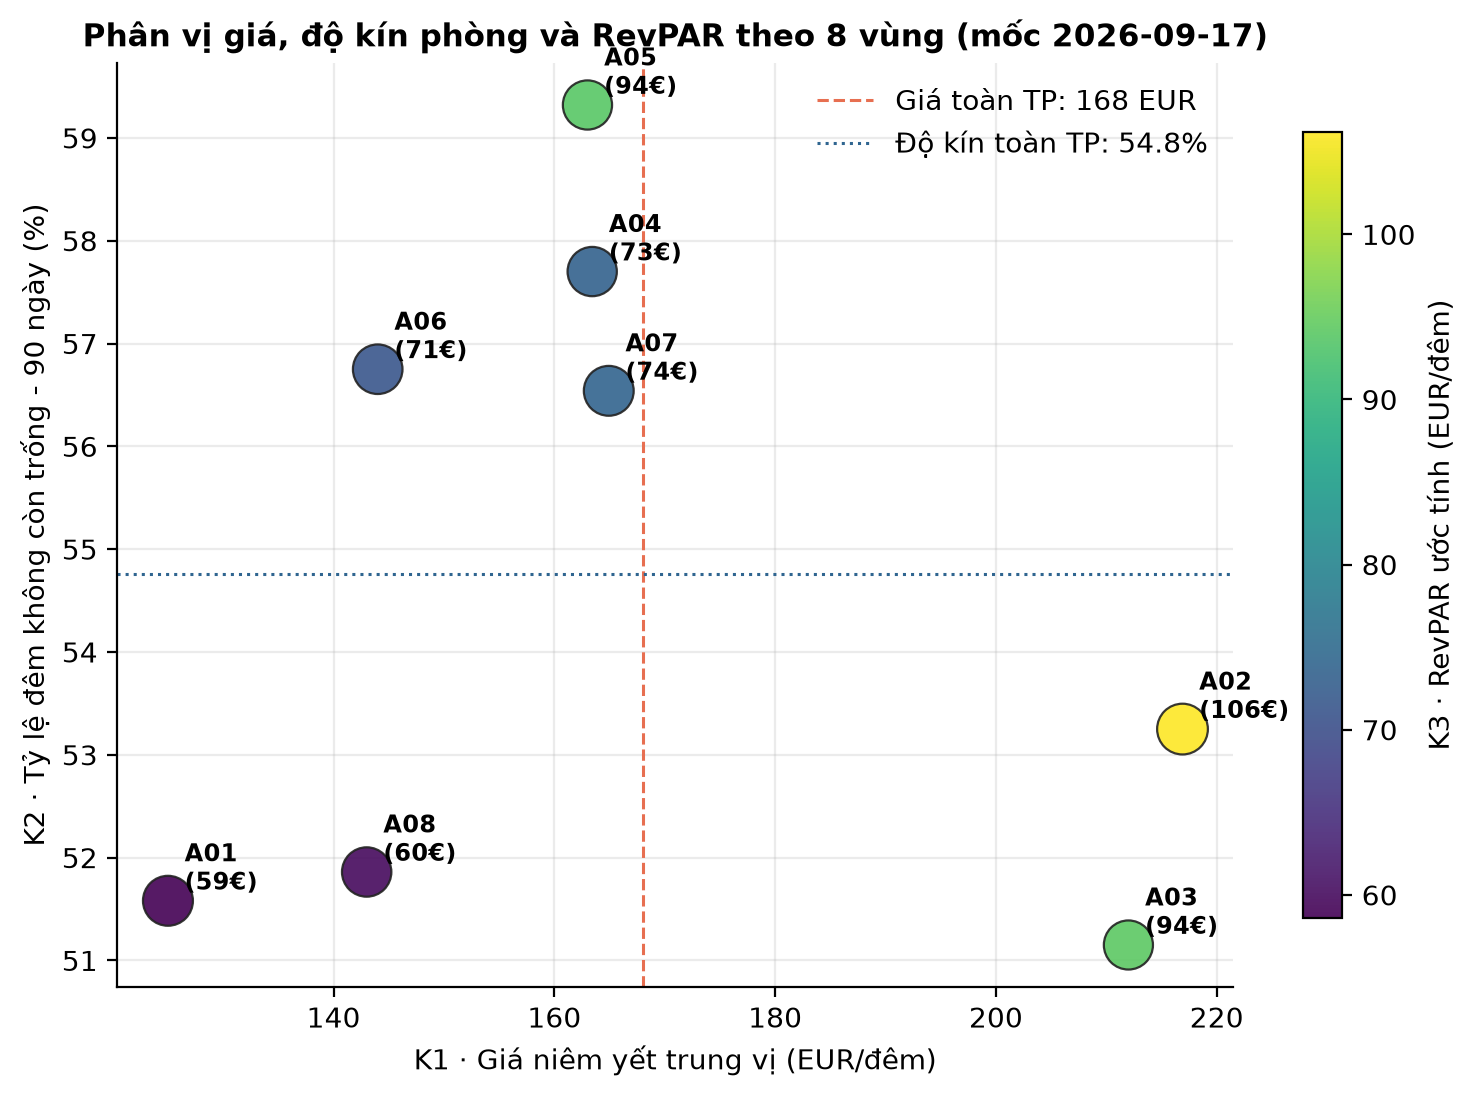 Phân vị giá, độ kín phòng và RevPAR theo 8 vùng (mốc 2026-09-17)
A05
(94€)
Giá toàn TP: 168 EUR
Độ kín toàn TP: 54.8%
A04
(73€)
A06
(71€)
A07
(74€)
A02
(106€)
A08
(60€)
A01
(59€)
A03
(94€)
59
58
57
56
55
54
53
52
51
K2 · Tỷ lệ đêm không còn trống - 90 ngày (%)
140
160
180
200
220
K1 · Giá niêm yết trung vị (EUR/đêm)
100
90
80
70
60
K3 · RevPAR ước tính (EUR/đêm)